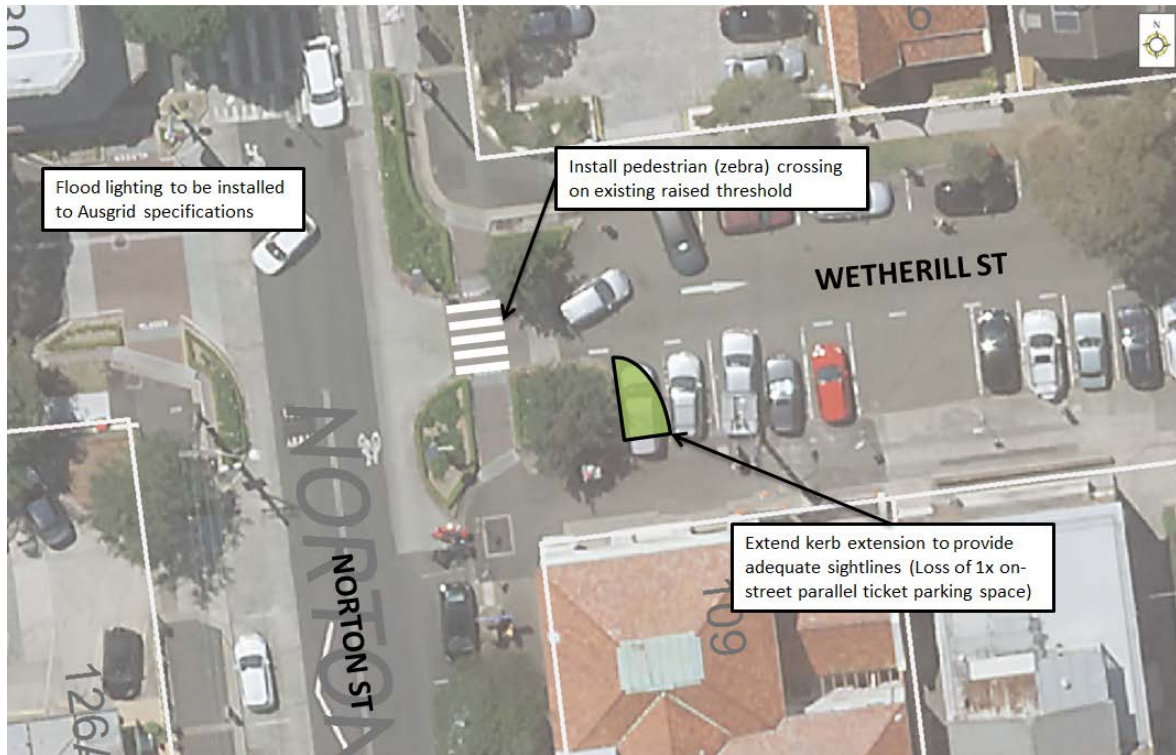 N
Flood lighting to be installed
to Ausgrid specifications
Install pedestrian (zebra) crossing
on existing raised threshold
WETHERILL ST
Extend kerb extension to provide
adequate sightlines (Loss of 1x on-
street parallel ticket parking space)
109
NORTON ST
NORTON
126A